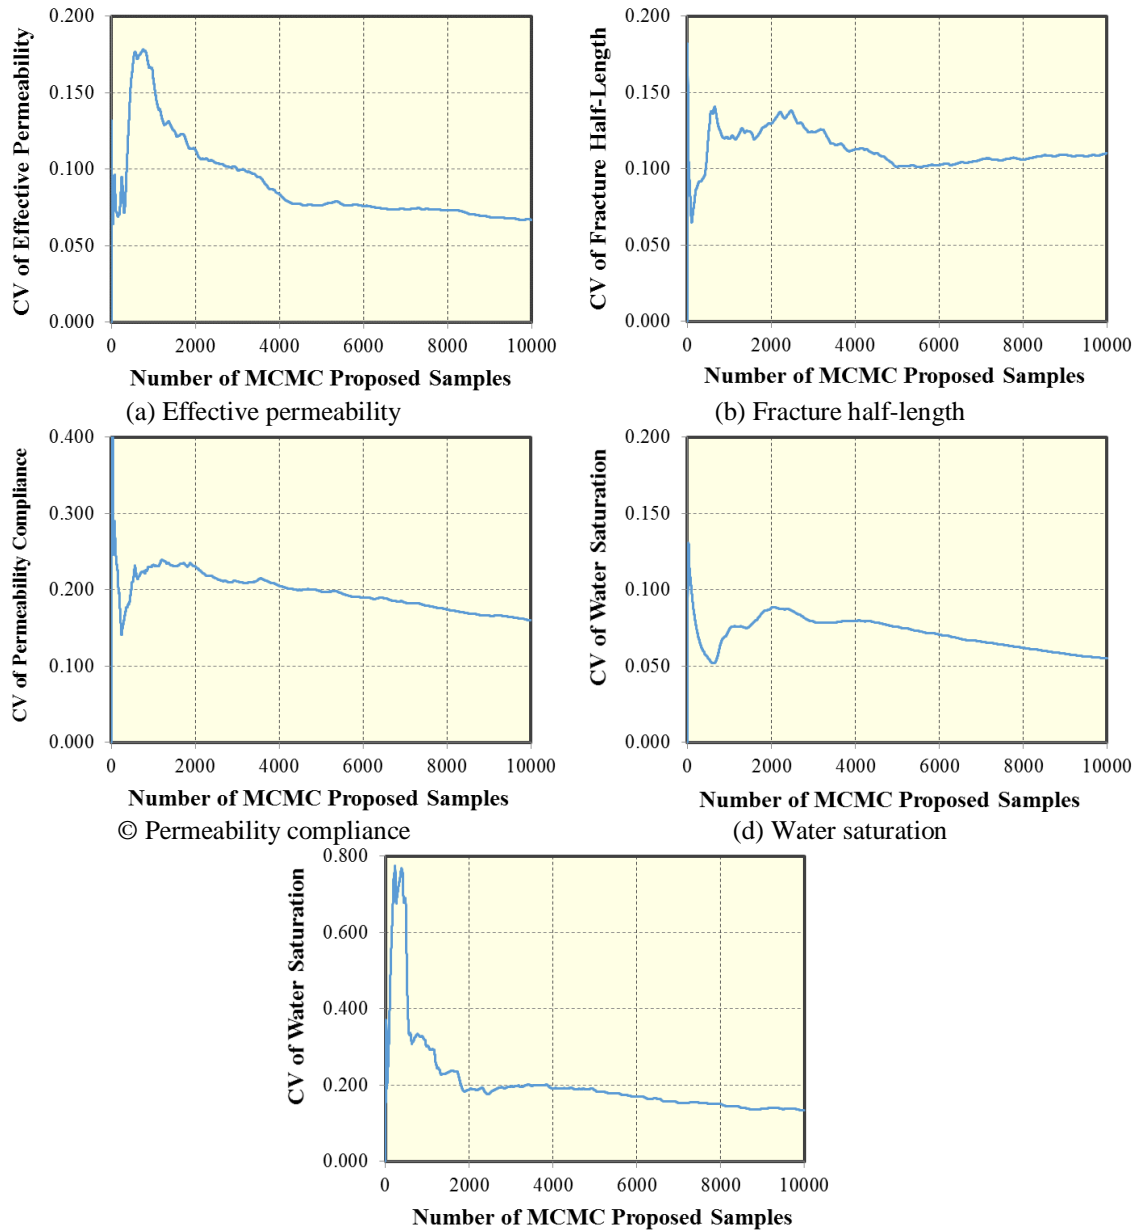 CV of Effective Permeability
0.200
0.150
0.100
0.050
0.000
0 2000 4000 6000 8000 10000
Number of MCMC Proposed Samples
(a) Effective permeability
CV of Fracture Half-Length
0.200
0.150
0.100
0.050
0.000
0 2000 4000 6000 8000 10000
Number of MCMC Proposed Samples
(b) Fracture half-length
CV of Permeability Compliance
0.400
0.300
0.200
0.100
0.000
0 2000 4000 6000 8000 10000
Number of MCMC Proposed Samples
© Permeability compliance
CV of Water Saturation
0.200
0.150
0.100
0.050
0.000
0 2000 4000 6000 8000 10000
Number of MCMC Proposed Samples
(d) Water saturation
CV of Water Saturation
0.800
0.600
0.400
0.200
0.000
0 2000 4000 6000 8000 10000
Number of MCMC Proposed Samples